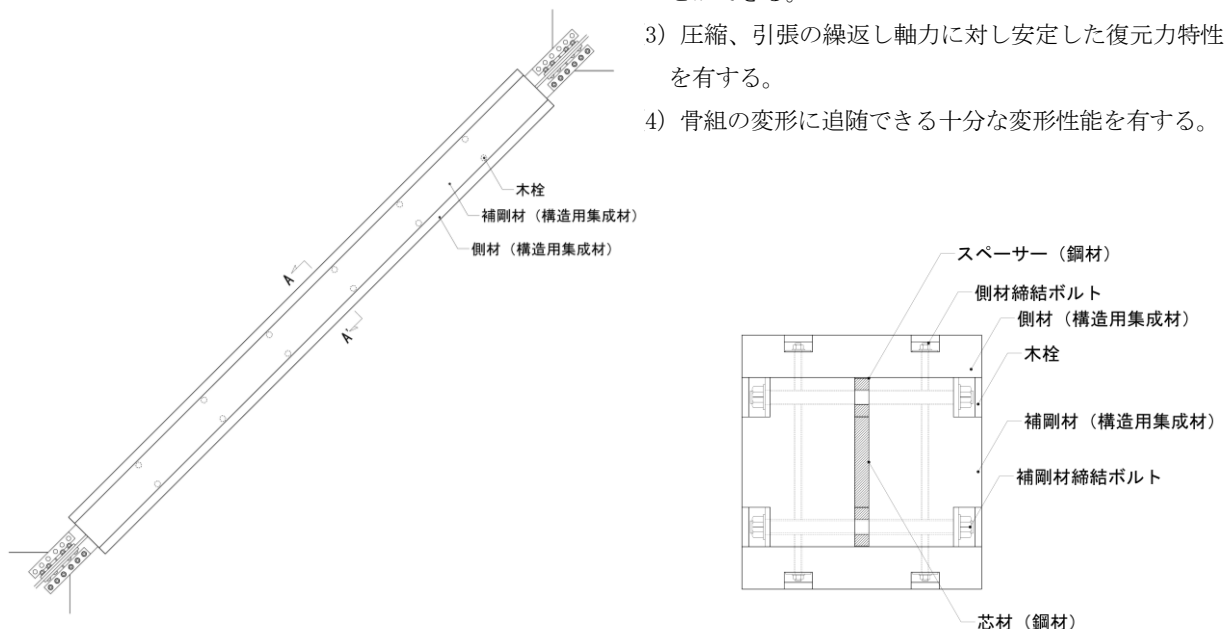 3) 圧縮、引張の繰返し軸力に対し安定した復元力特性
を有する。
4) 骨組の変形に追随できる十分な変形性能を有する。
木栓
補剛材(構造用集成材)
側材(構造用集成材)
A
A'
スペーサー(鋼材)
側材締結ボルト
側材(構造用集成材)
木栓
補剛材(構造用集成材)
補剛材締結ボルト
芯材(鋼材)